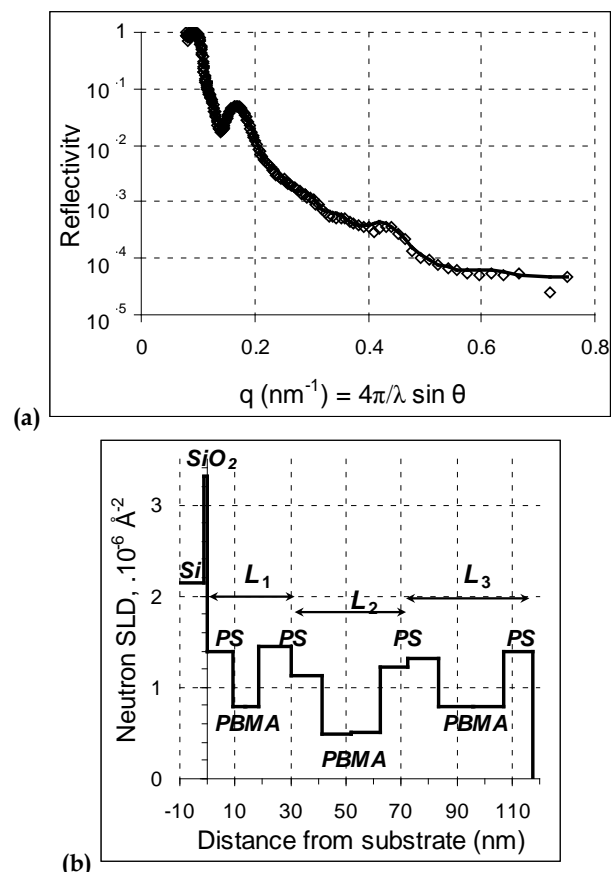 (a)
Reflectivity
1
10⁻¹
10⁻²
10⁻³
10⁻⁴
10⁻⁵
0 0.2 0.4 0.6 0.8
q (nm⁻¹) = 4π/λ sin θ
(b)
Neutron SLD, .10⁻⁶ Å⁻²
3
2
1
0
SiO₂
Si
L₁ L₂ L₃
PS PS PS PS
PBMA PBMA PBMA
-10 10 30 50 70 90 110
Distance from substrate (nm)